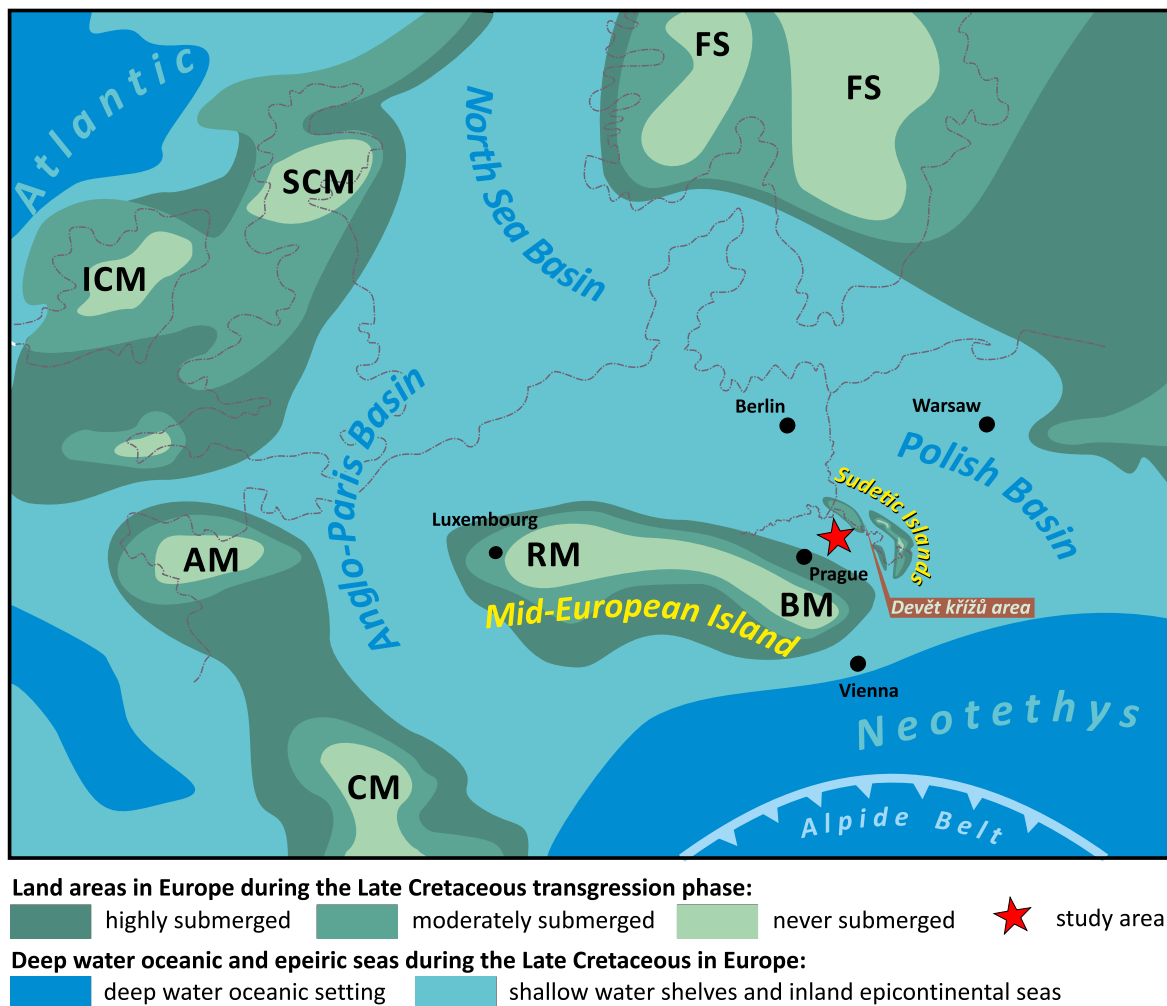 FS
FS
Atlantic
North Sea Basin
SCM
ICM
Anglo-Paris Basin
Berlin
Warsaw
Polish Basin
Sudetic Islands
Luxembourg
AM
RM
Prague
BM
Mid-European Island
Devět křížů area
Vienna
Neotethys
CM
Alpide Belt
Land areas in Europe during the Late Cretaceous transgression phase:
highly submerged moderately submerged never submerged study area
Deep water oceanic and epeiric seas during the Late Cretaceous in Europe:
deep water oceanic setting shallow water shelves and inland epicontinental seas